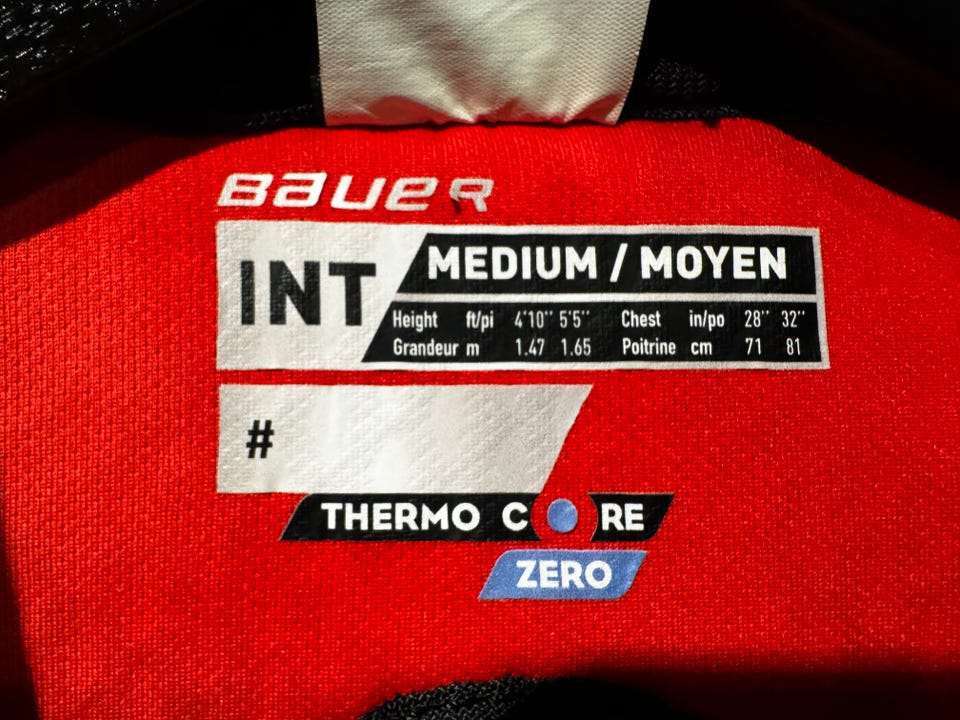 BAUER
INT
MEDIUM / MOYEN
Height ft/pi 4'10'' 5'5'' Chest in/po 28'' 32''
Grandeur m 1.47 1.65 Poitrine cm 71 81
#
THERMO CORE
ZERO